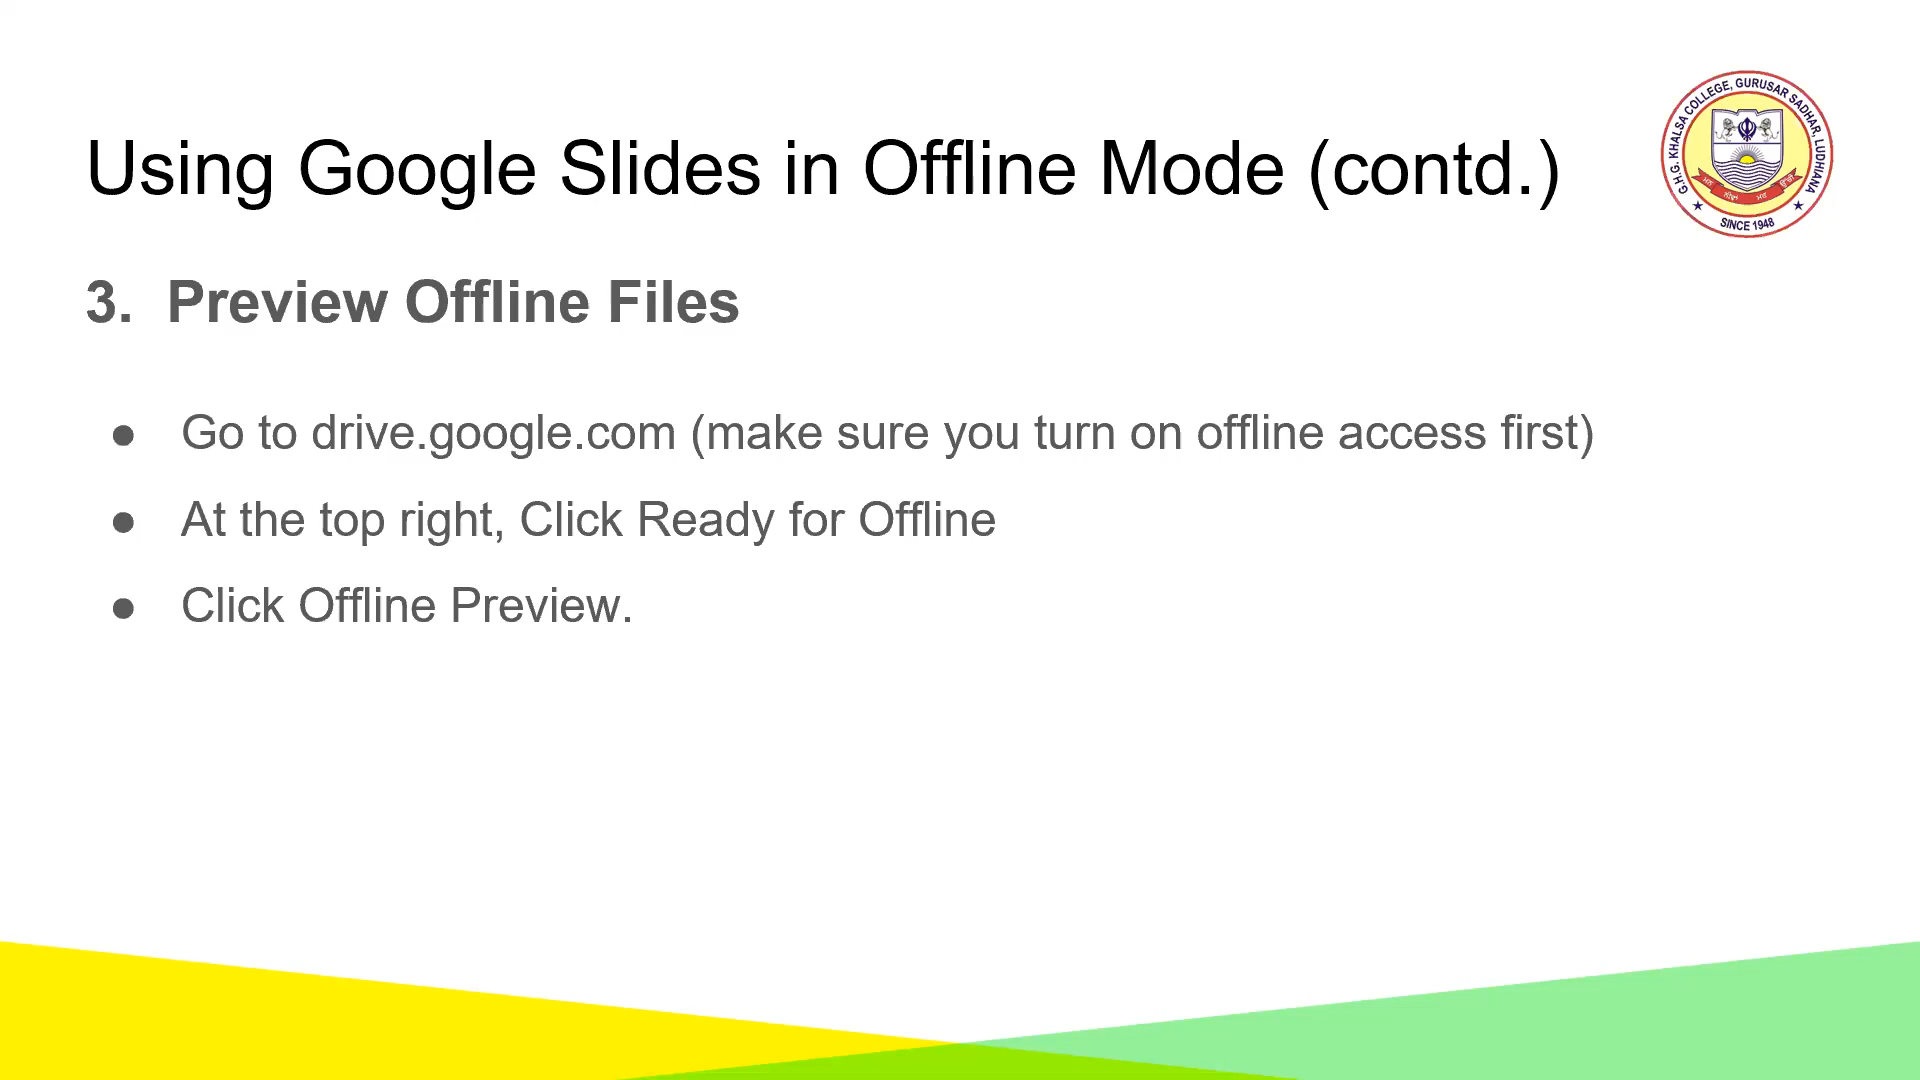 Using Google Slides in Offline Mode (contd.)
G.H.G. KHALSA COLLEGE, GURUSAR SADHAR, LUDHIANA
SINCE 1948
3. Preview Offline Files
● Go to drive.google.com (make sure you turn on offline access first)
● At the top right, Click Ready for Offline
● Click Offline Preview.